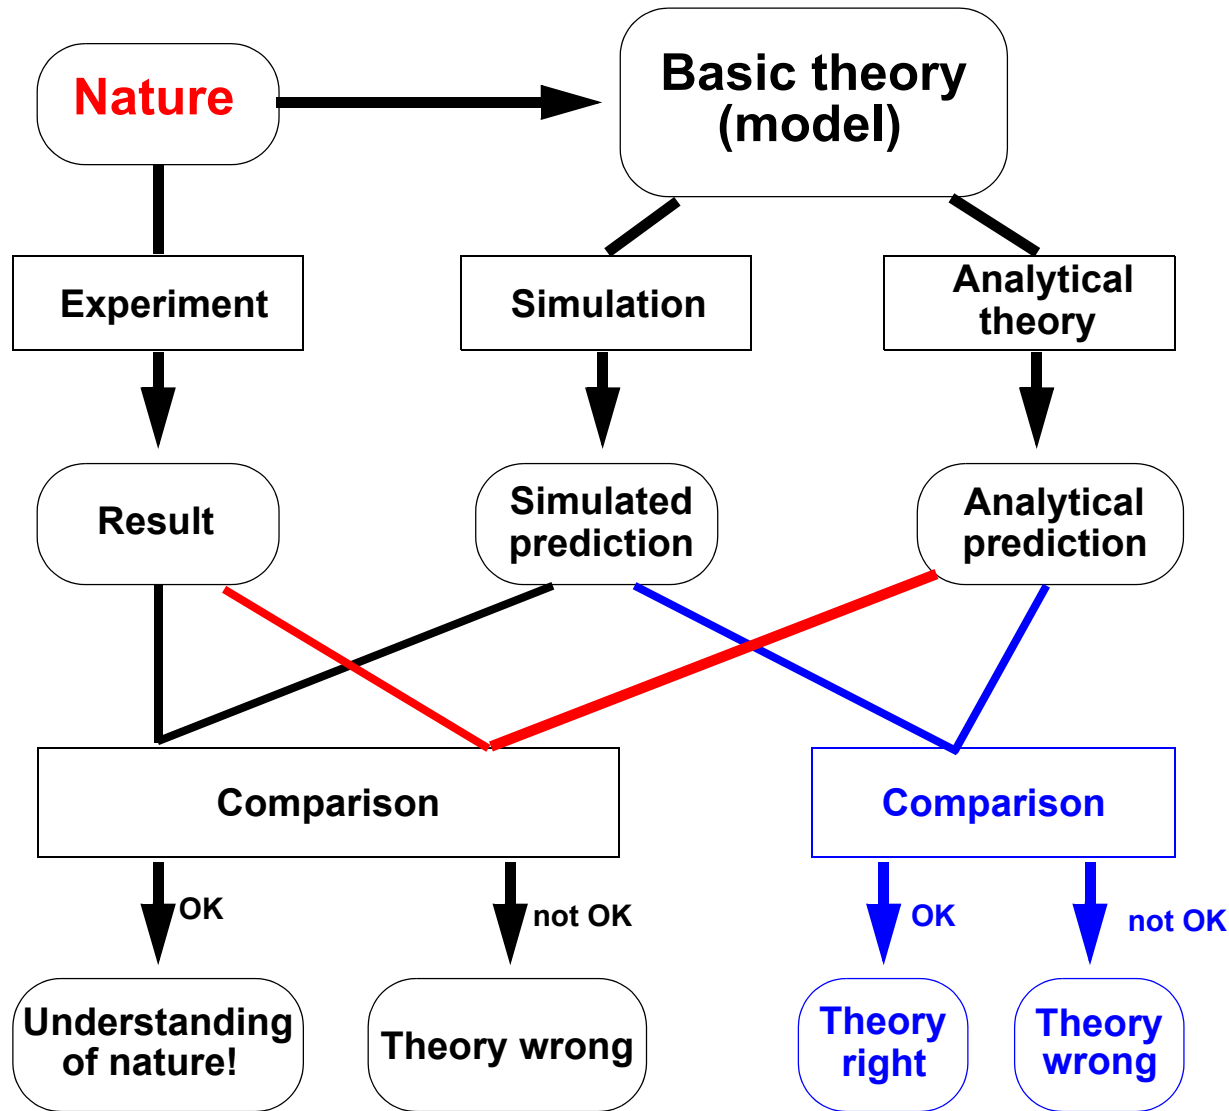 Nature
Basic theory
(model)
Experiment
Simulation
Analytical
theory
Result
Simulated
prediction
Analytical
prediction
Comparison
Comparison
OK
not OK
OK
not OK
Understanding
of nature!
Theory wrong
Theory
right
Theory
wrong